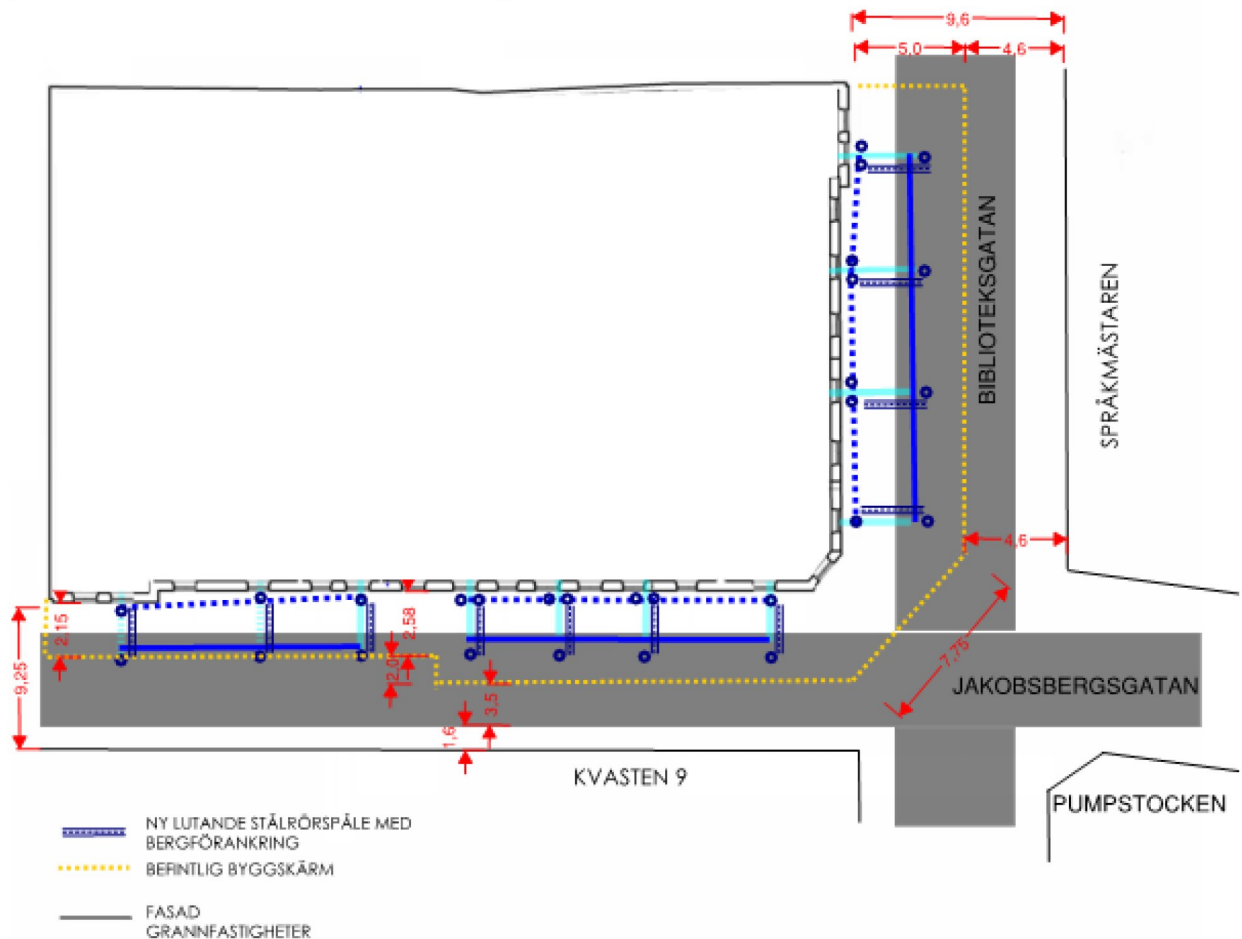 9,6
5,0
4,6
BIBLIOTEKSGATAN
SPRÅKMÄSTAREN
4,6
2.15
2,58
9,25
2,0
3,5
7,75
JAKOBSBERGSGATAN
1,6
KVASTEN 9
PUMPSTOCKEN
NY LUTANDE STÅLRÖRSPÅLE MED
BERGFÖRANKRING
BEFINTLIG BYGGSKÄRM
FASAD
GRANNFASTIGHETER